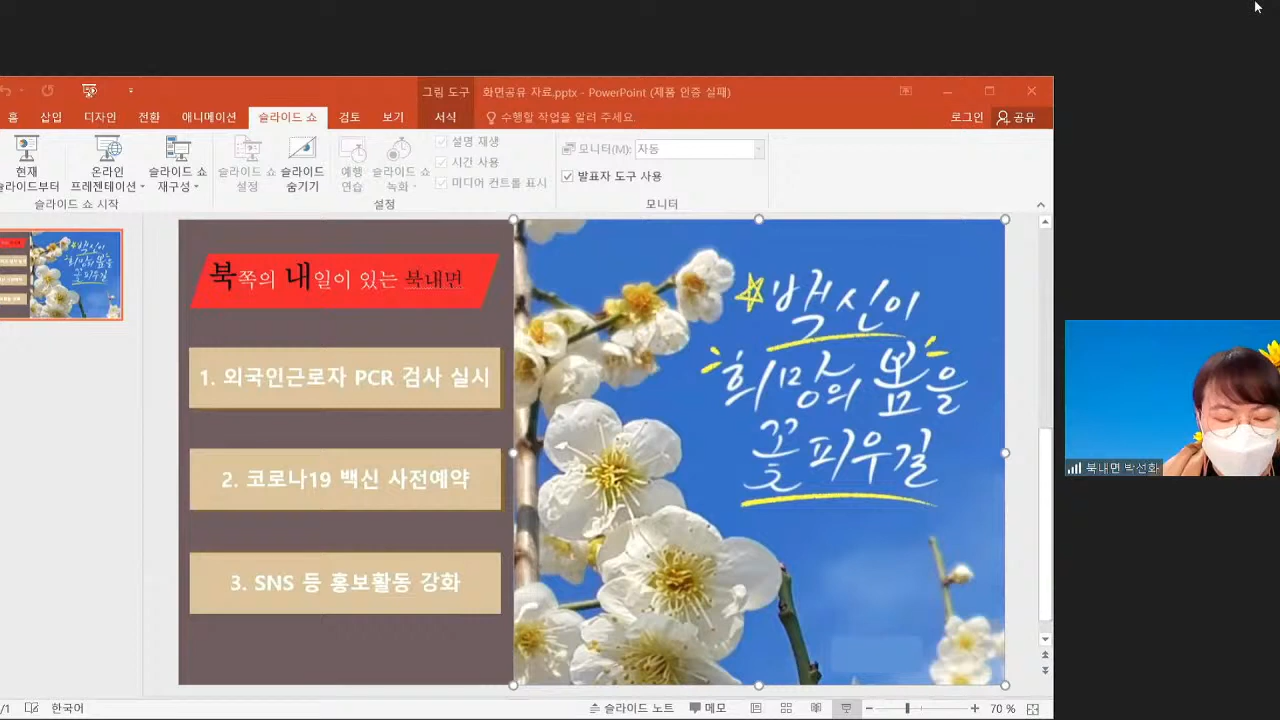 그림 도구
화면공유 자료.pptx - PowerPoint (제품 인증 실패)
홈 삽입 디자인 전환 애니메이션 슬라이드 쇼 검토 보기 서식 수행할 작업을 알려 주세요. 로그인 공유
현재
슬라이드부터
온라인
프레젠테이션
슬라이드 쇼
재구성
슬라이드 쇼
설정
슬라이드
숨기기
예행
연습
슬라이드 쇼
녹화
설명 재생
시간 사용
미디어 컨트롤 표시
모니터(M): 자동
발표자 도구 사용
슬라이드 쇼 시작
설정
모니터
북쪽의 내일이 있는 북내면
1. 외국인근로자 PCR 검사 실시
2. 코로나19 백신 사전예약
3. SNS 등 홍보활동 강화
백신이
희망의 봄을
꽃피우길
북내면 박선화
/1 한국어 슬라이드 노트 메모 70 %